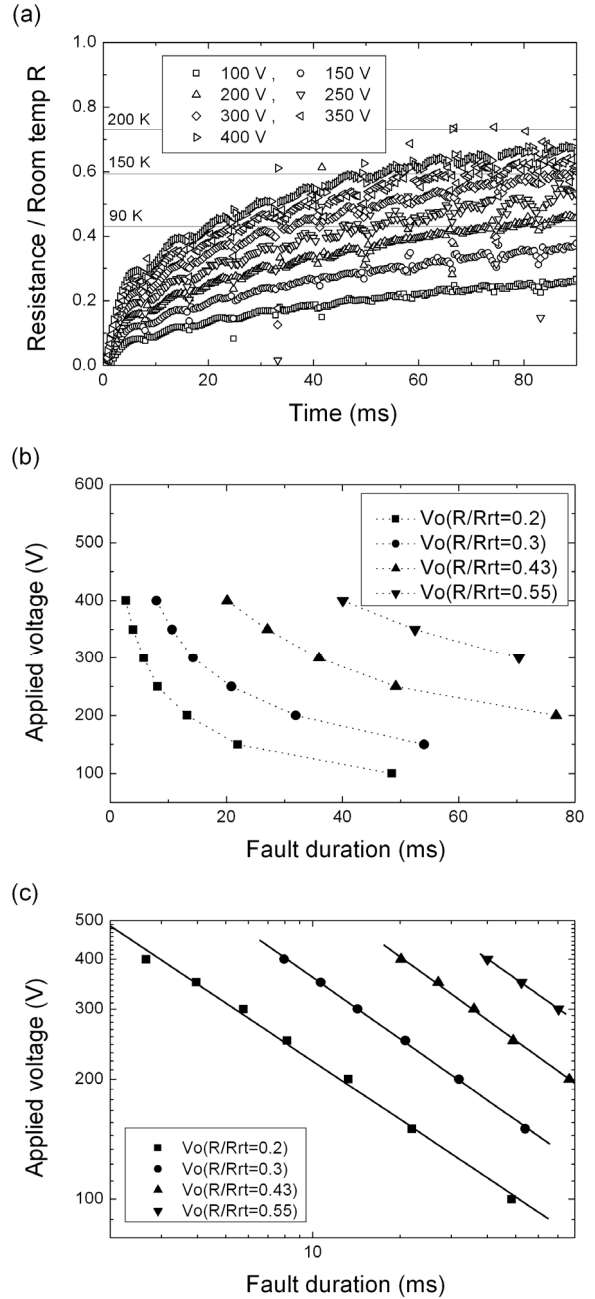 (a)
1.0
0.8
0.6
0.4
0.2
0.0
Resistance / Room temp R
100 V , 150 V
200 V, 250 V
300 V, 350 V
400 V
200 K
150 K
90 K
0 20 40 60 80
Time (ms)
(b)
600
500
400
300
200
100
Applied voltage (V)
Vo(R/Rrt=0.2)
Vo(R/Rrt=0.3)
Vo(R/Rrt=0.43)
Vo(R/Rrt=0.55)
0 20 40 60 80
Fault duration (ms)
(c)
500
400
300
200
100
Applied voltage (V)
Vo(R/Rrt=0.2)
Vo(R/Rrt=0.3)
Vo(R/Rrt=0.43)
Vo(R/Rrt=0.55)
10
Fault duration (ms)